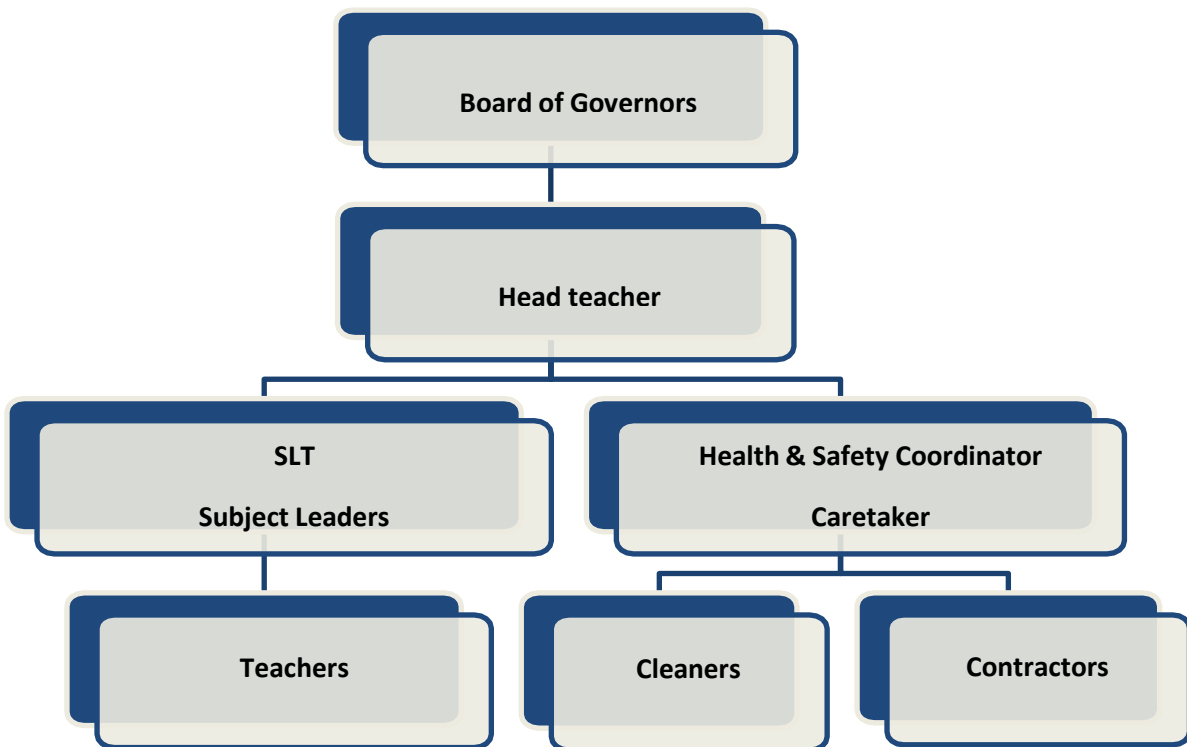 Board of Governors
Head teacher
SLT
Subject Leaders
Health & Safety Coordinator
Caretaker
Teachers
Cleaners
Contractors